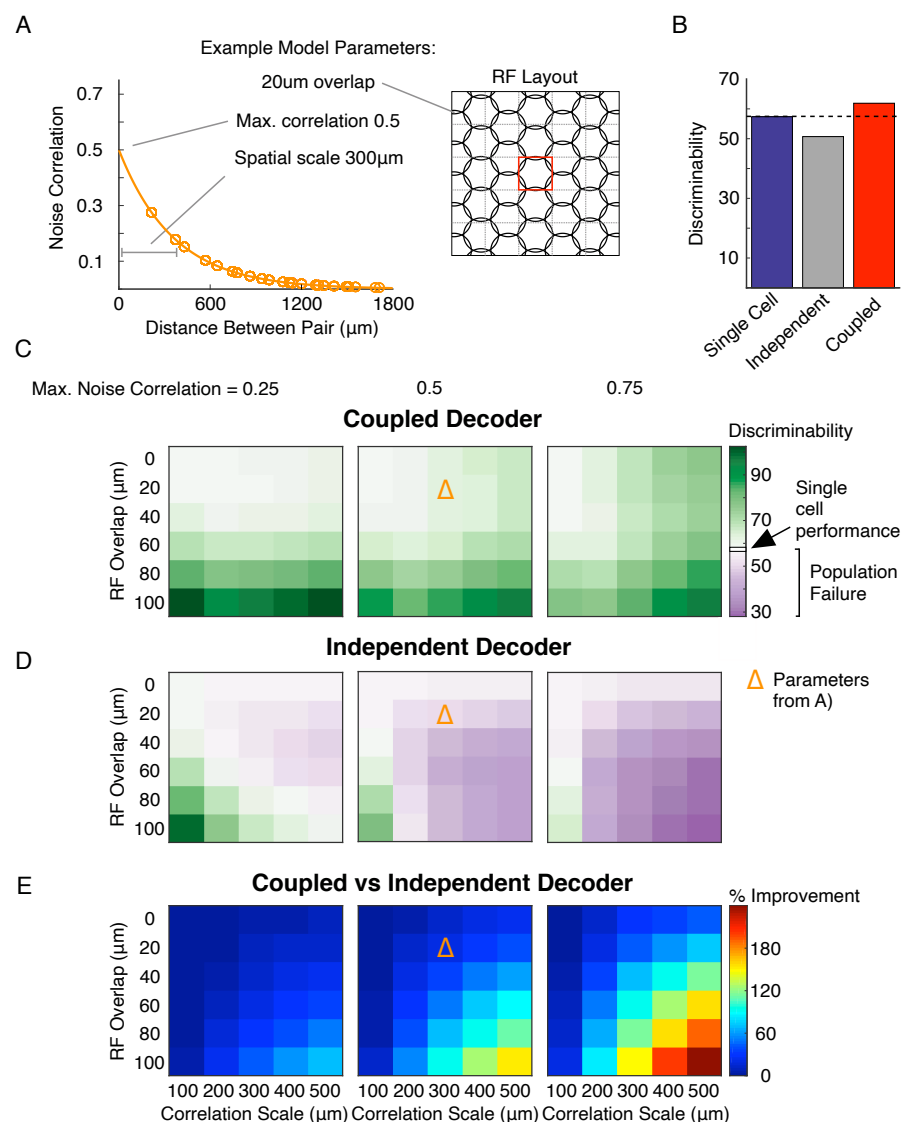 A
Example Model Parameters:
20um overlap
Max. correlation 0.5
Spatial scale 300µm
Noise Correlation
0.7
0.5
0.3
0.1
0 600 1200 1800
Distance Between Pair (µm)
RF Layout
B
Discriminability
70
50
30
10
Single Cell
Independent
Coupled
C
Max. Noise Correlation = 0.25 0.5 0.75
Coupled Decoder
RF Overlap (µm)
0
20
40
60
80
100
Δ
Discriminability
90
70
50
30
Single
cell
performance
Population
Failure
D
Independent Decoder
RF Overlap (µm)
0
20
40
60
80
100
Δ
Δ Parameters
from A)
E
Coupled vs Independent Decoder
RF Overlap (µm)
0
20
40
60
80
100
Δ
% Improvement
180
120
60
0
100 200 300 400 500 100 200 300 400 500 100 200 300 400 500
Correlation Scale (µm) Correlation Scale (µm) Correlation Scale (µm)